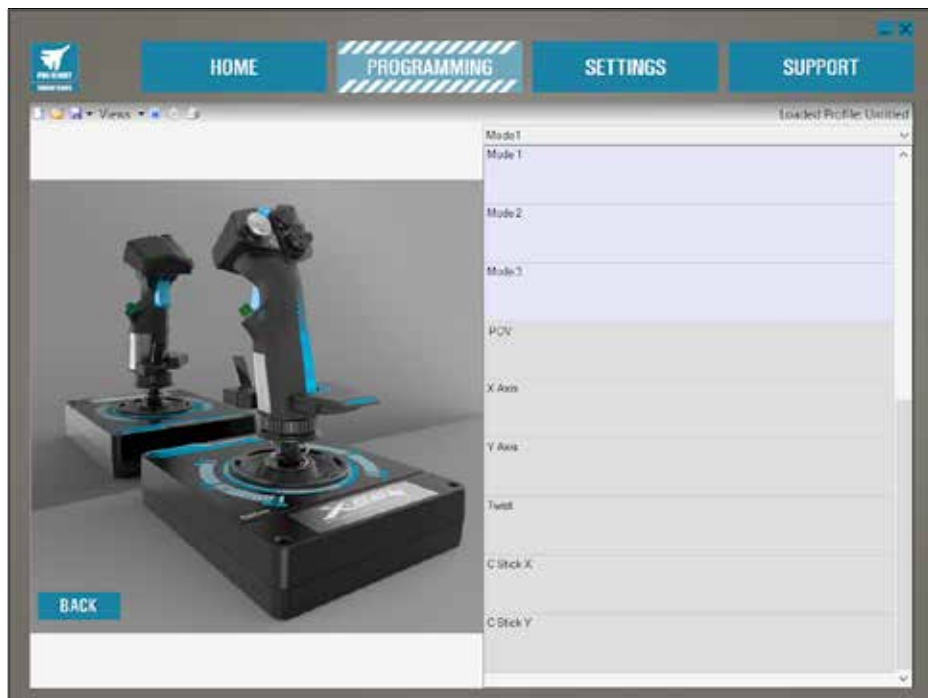 HOME
PROGRAMMING
SETTINGS
SUPPORT
Views
Loaded Profile: Untitled
Mode1
Mode 1
Mode 2
Mode 3
POV
X Axis
Y Axis
Twist
C Stick X
C Stick Y
BACK